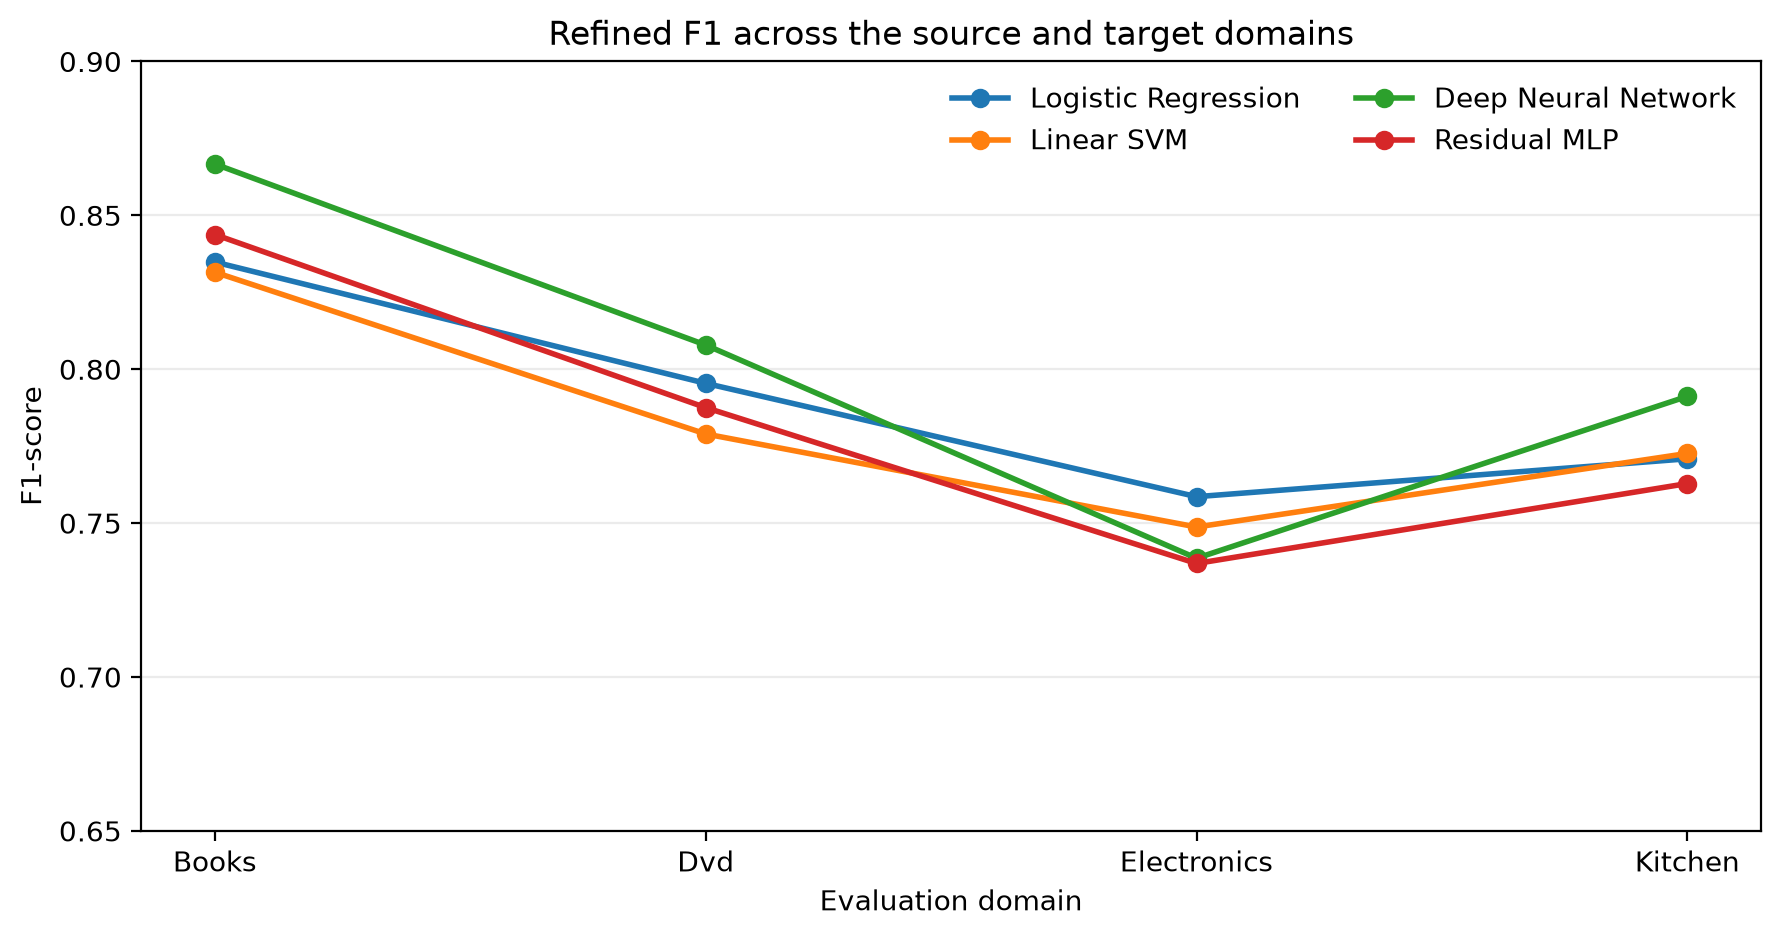 Refined F1 across the source and target domains
0.90
0.85
0.80
0.75
0.70
0.65
F1-score
Logistic Regression
Linear SVM
Deep Neural Network
Residual MLP
Books
Dvd
Electronics
Kitchen
Evaluation domain